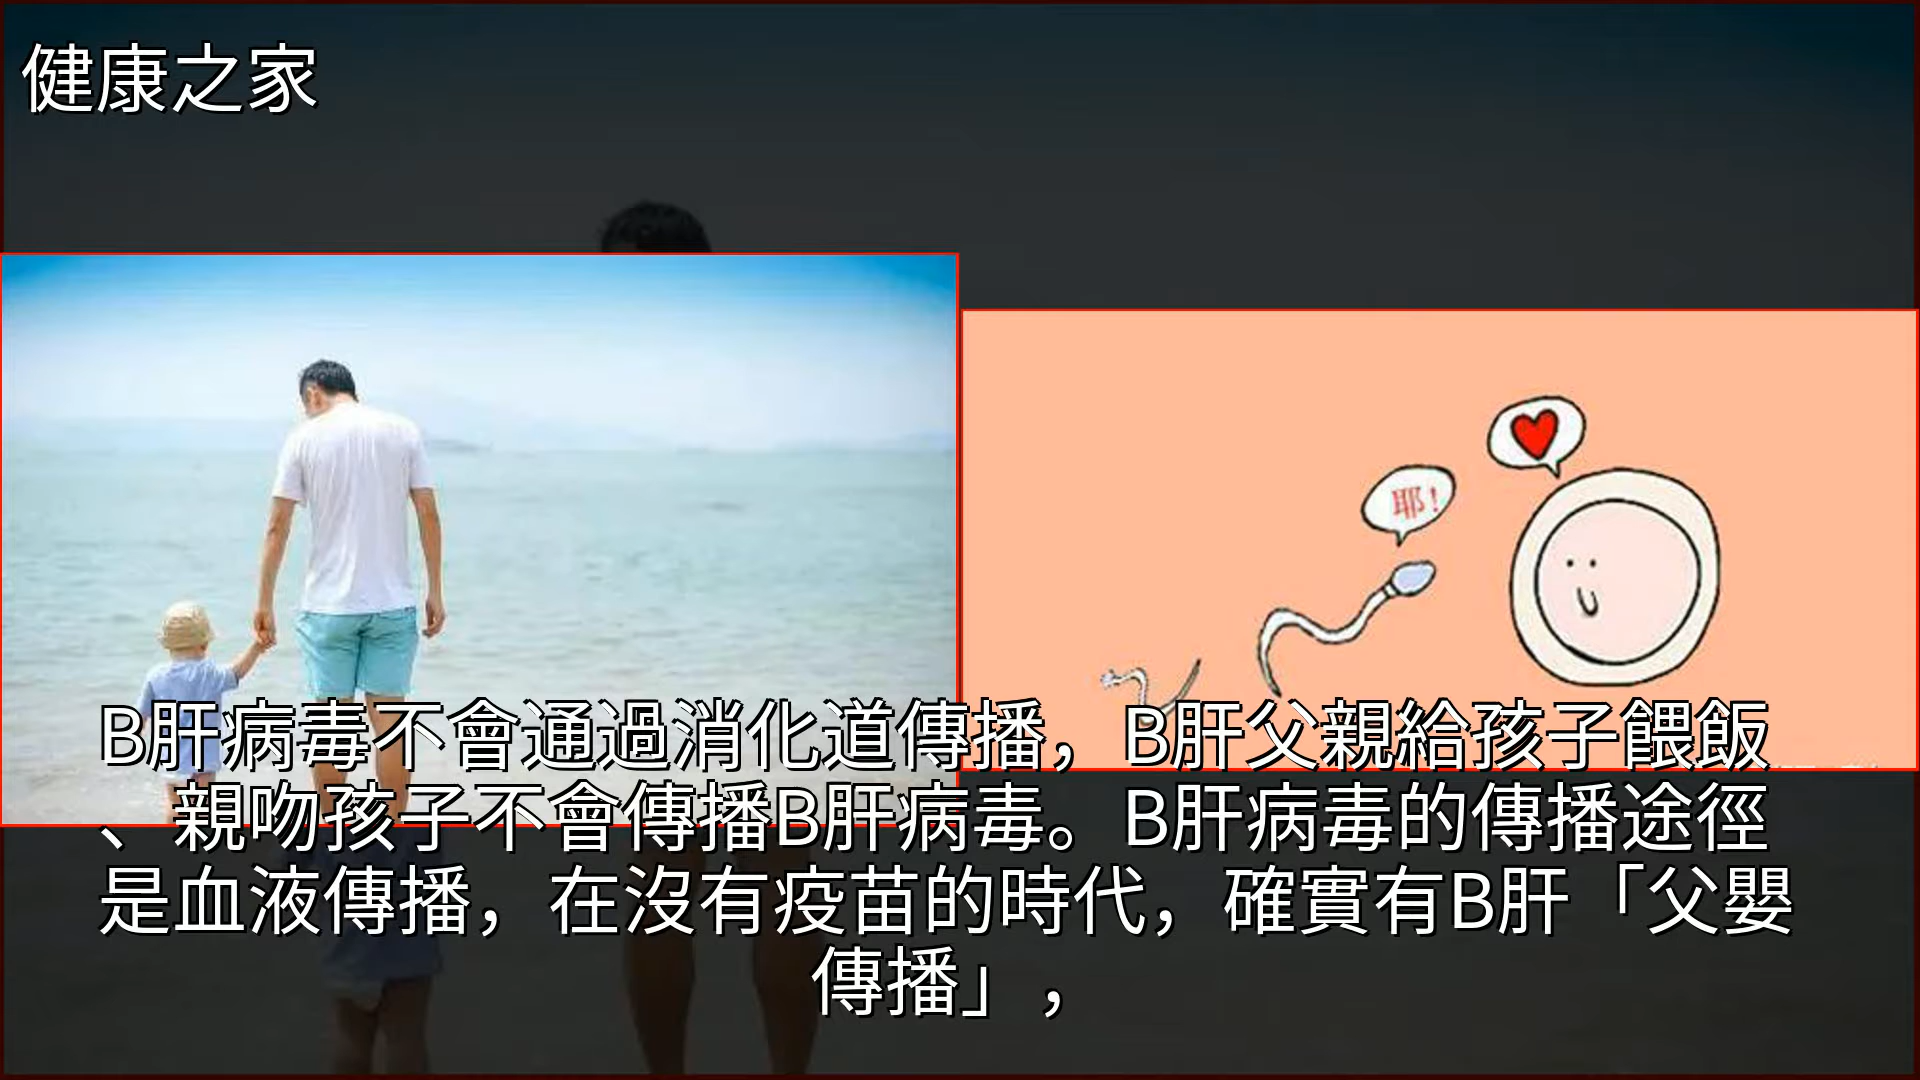 健康之家
耶！
B肝病毒不會通過消化道傳播，B肝父親給孩子餵飯
、親吻孩子不會傳播B肝病毒。B肝病毒的傳播途徑
是血液傳播，在沒有疫苗的時代，確實有B肝「父嬰
傳播」，